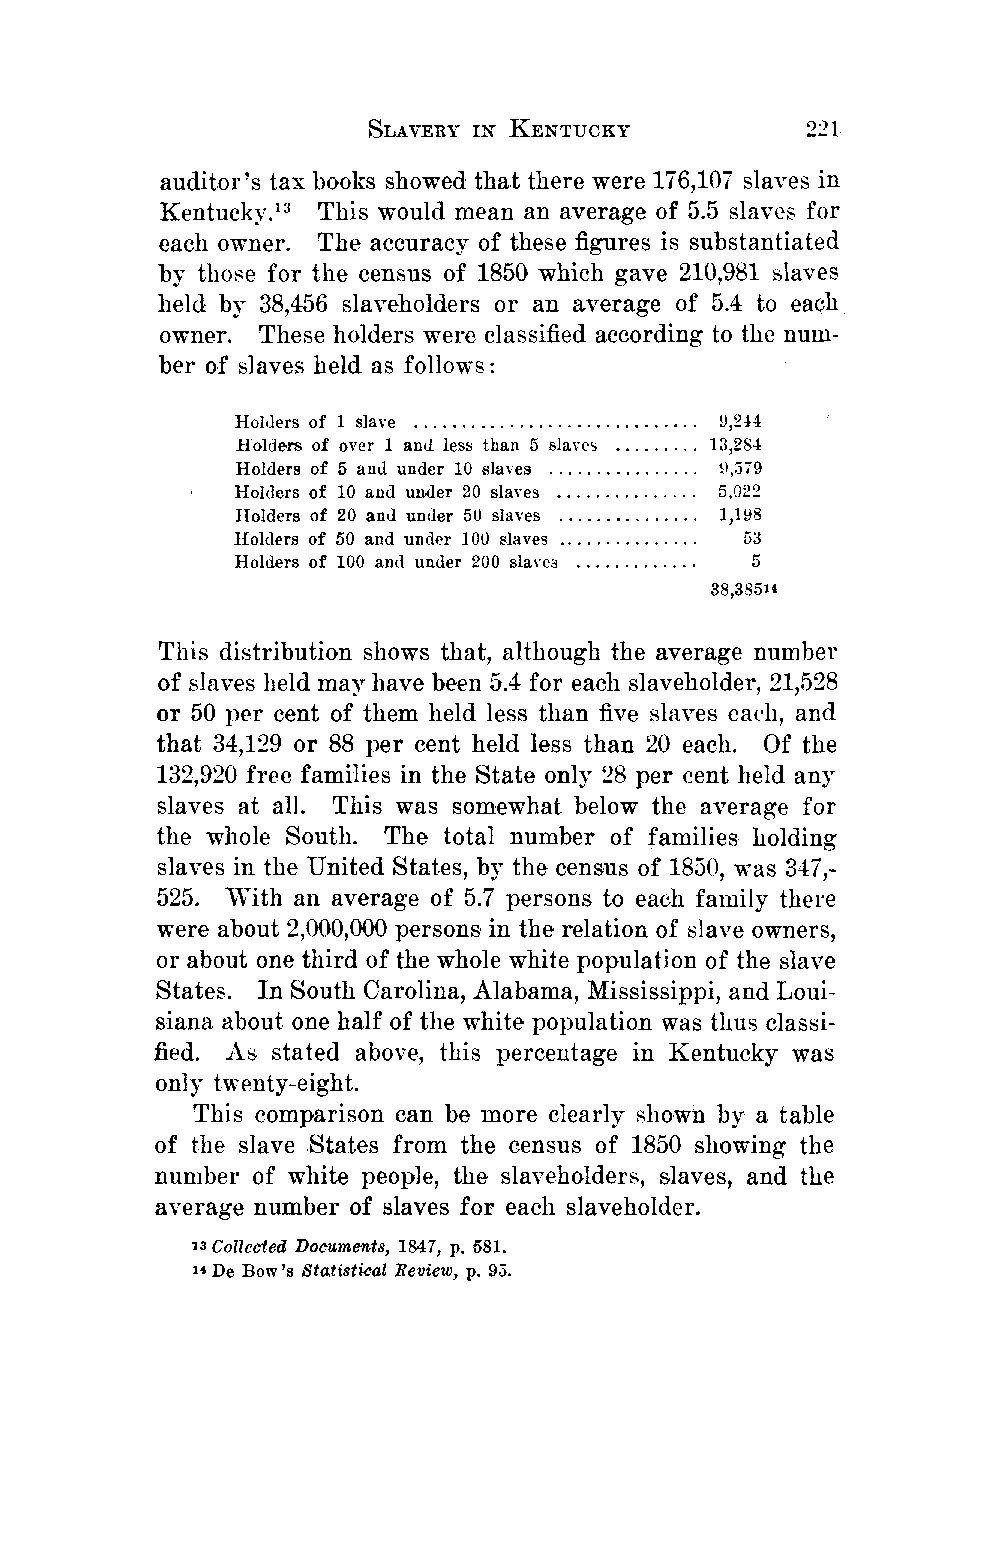 SLAVERY IN KENTUCKY 221
auditor's tax books showed that there were 176,107 slaves in
Kentucky.13 This would mean an average of 5.5 slaves for
each owner. The accuracy of these figures is substantiated
by those for the census of 1850 which gave 210,981 slaves
held by 38,456 slaveholders or an average of 5.4 to each
owner. These holders were classified according to the num-
ber of slaves held as follows:
Holders of 1 slave .............................. 9,244
Holders of over 1 and less than 5 slaves ......... 13,284
Holders of 5 and under 10 slaves ................ 9,579
Holders of 10 and under 20 slaves ............... 5,022
Holders of 20 and under 50 slaves ............... 1,198
Holders of 50 and under 100 slaves ............... 53
Holders of 100 and under 200 slaves ............. 5
38,38514
This distribution shows that, although the average number
of slaves held may have been 5.4 for each slaveholder, 21,528
or 50 per cent of them held less than five slaves each, and
that 34,129 or 88 per cent held less than 20 each. Of the
132,920 free families in the State only 28 per cent held any
slaves at all. This was somewhat below the average for
the whole South. The total number of families holding
slaves in the United States, by the census of 1850, was 347,-
525. With an average of 5.7 persons to each family there
were about 2,000,000 persons in the relation of slave owners,
or about one third of the whole white population of the slave
States. In South Carolina, Alabama, Mississippi, and Loui-
siana about one half of the white population was thus classi-
fied. As stated above, this percentage in Kentucky was
only twenty-eight.
This comparison can be more clearly shown by a table
of the slave States from the census of 1850 showing the
number of white people, the slaveholders, slaves, and the
average number of slaves for each slaveholder.
13 Collected Documents, 1847, p. 581.
14 De Bow's Statistical Review, p. 95.